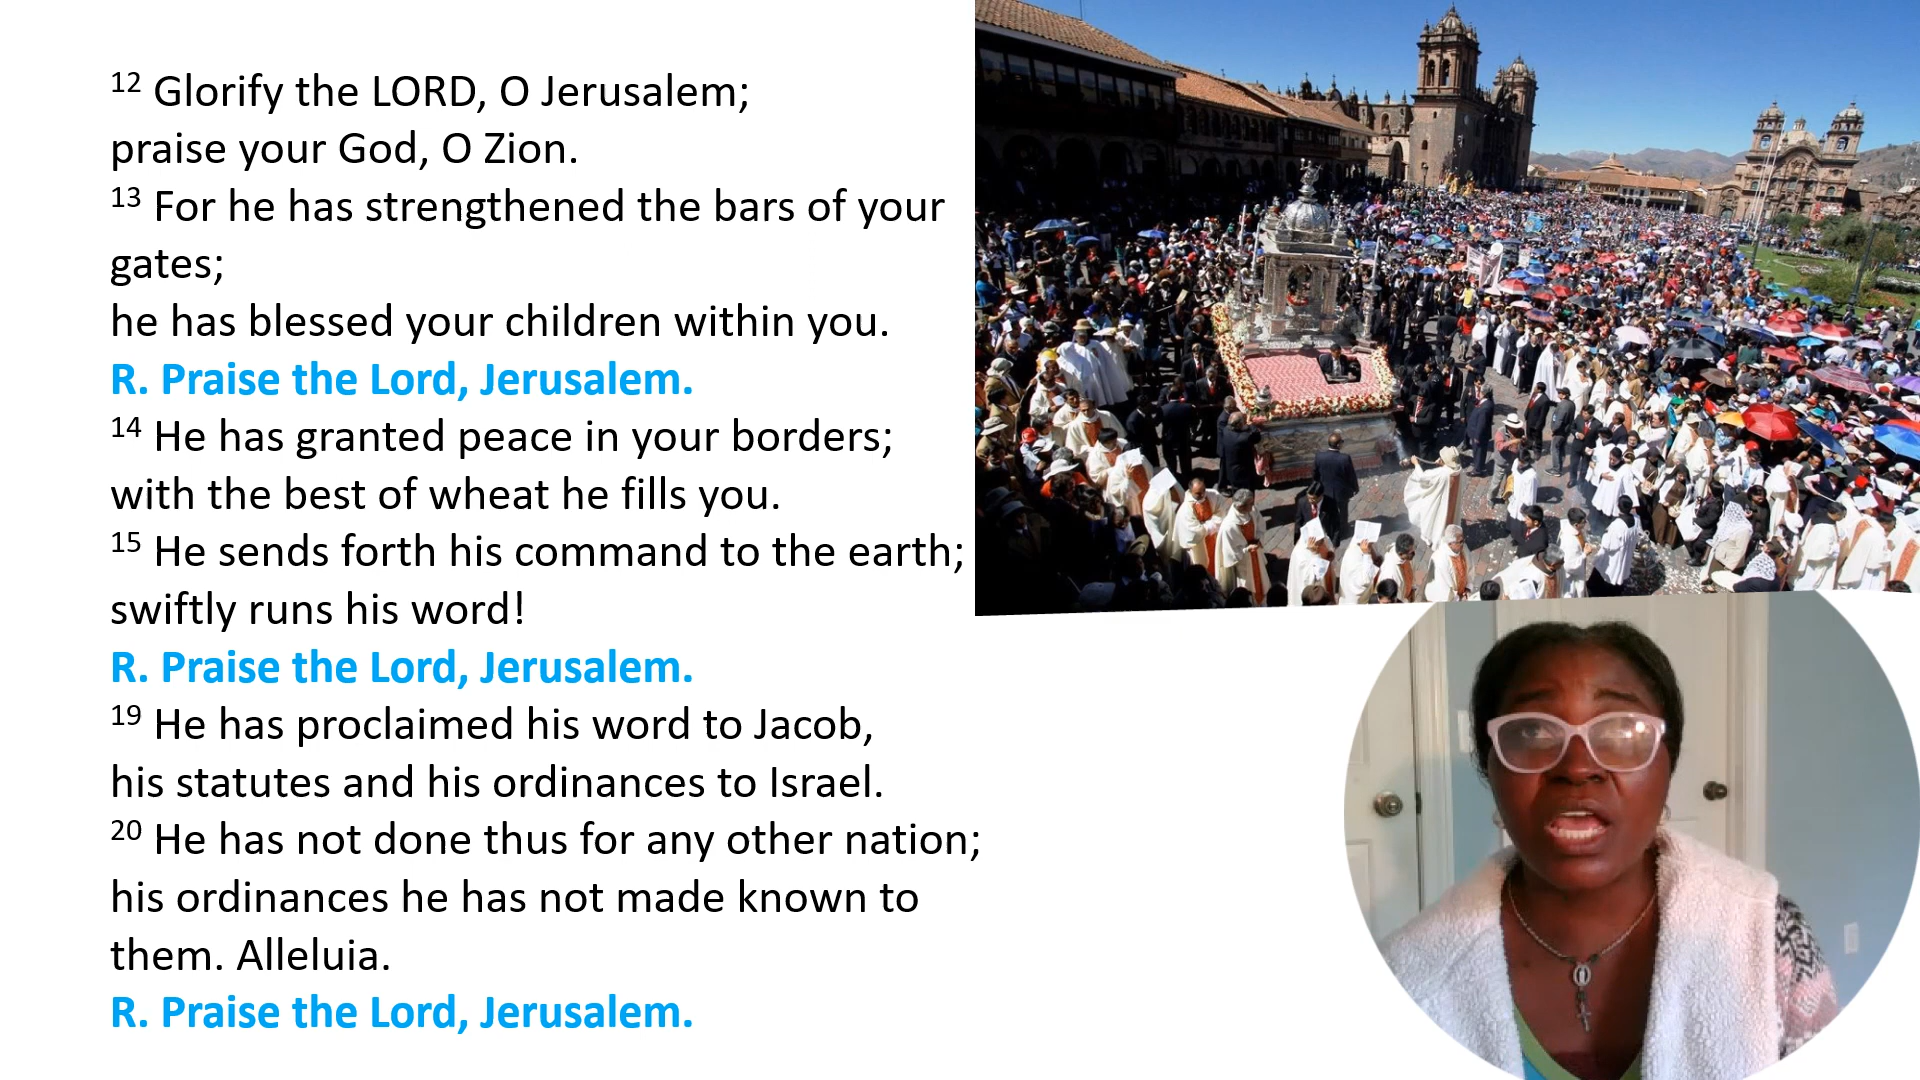 12 Glorify the LORD, O Jerusalem;
praise your God, O Zion.
13 For he has strengthened the bars of your
gates;
he has blessed your children within you.
R. Praise the Lord, Jerusalem.
14 He has granted peace in your borders;
with the best of wheat he fills you.
15 He sends forth his command to the earth;
swiftly runs his word!
R. Praise the Lord, Jerusalem.
19 He has proclaimed his word to Jacob,
his statutes and his ordinances to Israel.
20 He has not done thus for any other nation;
his ordinances he has not made known to
them. Alleluia.
R. Praise the Lord, Jerusalem.